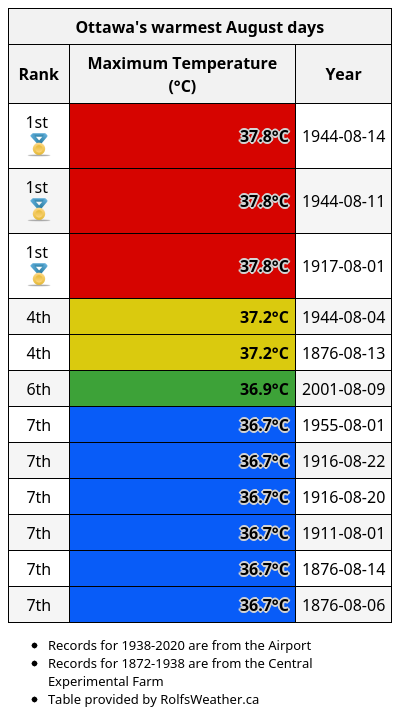 Ottawa's warmest August days
Rank Maximum Temperature (°C) Year
1st 37.8°C 1944-08-14
1st 37.8°C 1944-08-11
1st 37.8°C 1917-08-01
4th 37.2°C 1944-08-04
4th 37.2°C 1876-08-13
6th 36.9°C 2001-08-09
7th 36.7°C 1955-08-01
7th 36.7°C 1916-08-22
7th 36.7°C 1916-08-20
7th 36.7°C 1911-08-01
7th 36.7°C 1876-08-14
7th 36.7°C 1876-08-06
• Records for 1938-2020 are from the Airport
• Records for 1872-1938 are from the Central
Experimental Farm
• Table provided by RolfsWeather.ca